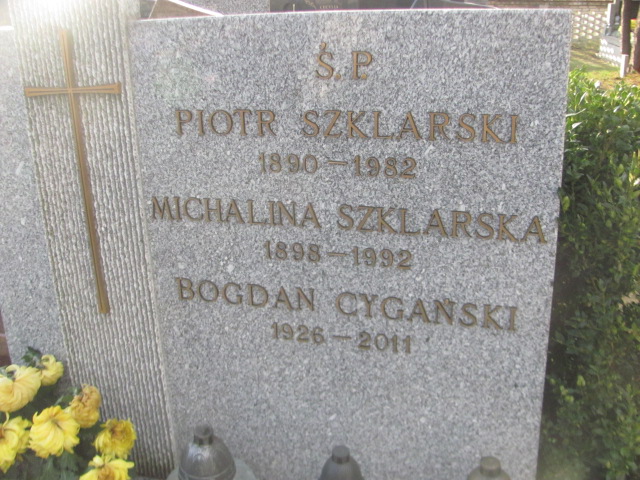 Ś.P.
PIOTR SZKLARSKI
1890 – 1982
MICHALINA SZKLARSKA
1898 – 1992
BOGDAN CYGAŃSKI
1926 – 2011